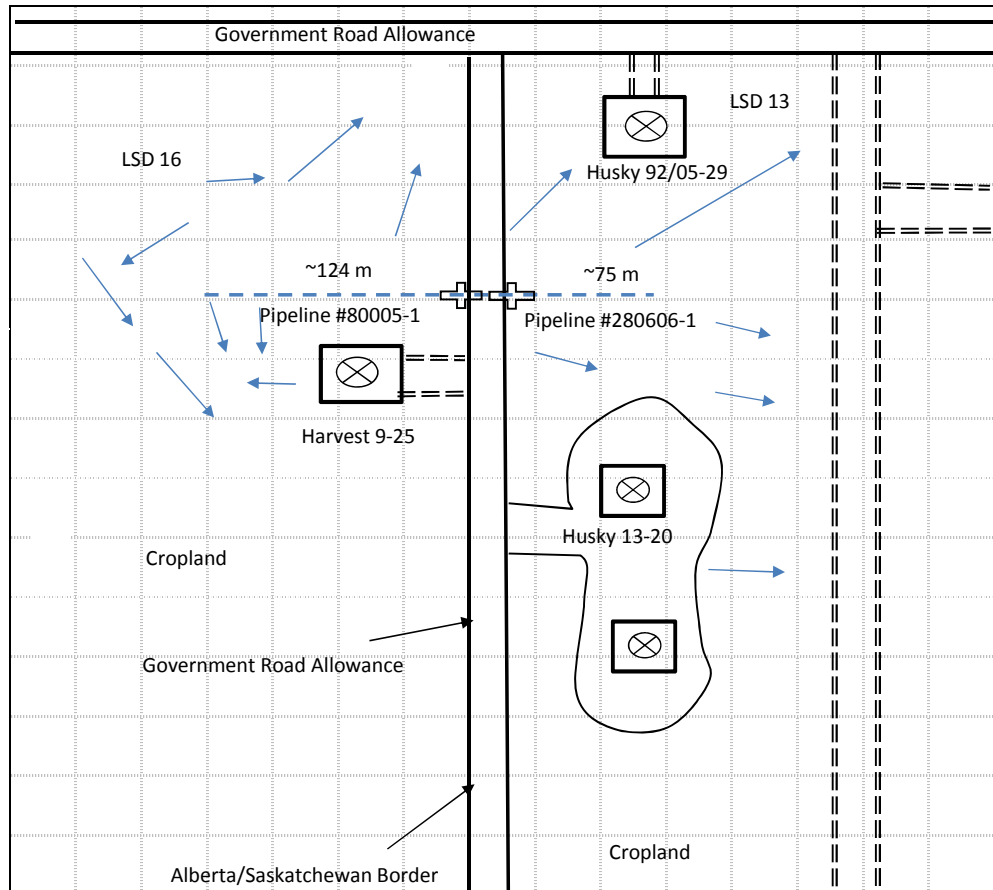 Government Road Allowance
LSD 13
LSD 16
Husky 92/05-29
~124 m
~75 m
Pipeline #80005-1
Pipeline #280606-1
Harvest 9-25
Husky 13-20
Cropland
Government Road Allowance
Cropland
Alberta/Saskatchewan Border